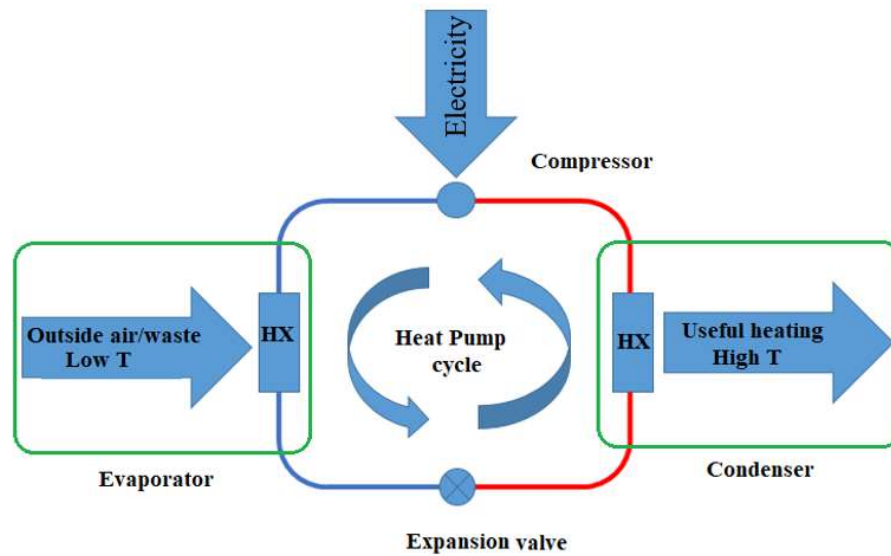 Electricity
Compressor
Outside air/waste
Low T
HX
Heat Pump
cycle
HX
Useful heating
High T
Evaporator
Condenser
Expansion valve